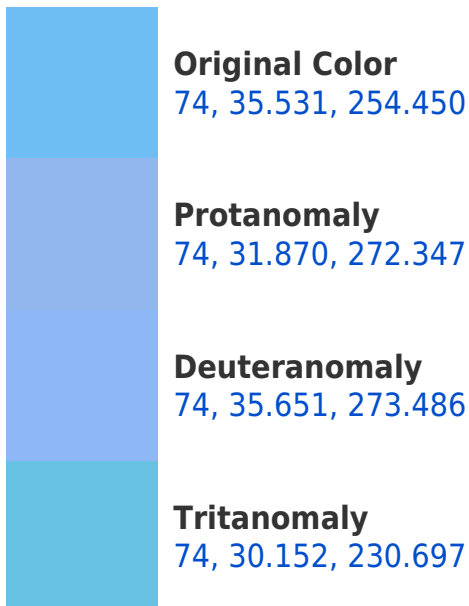 Original Color
74, 35.531, 254.450
Protanomaly
74, 31.870, 272.347
Deuteranomaly
74, 35.651, 273.486
Tritanomaly
74, 30.152, 230.697